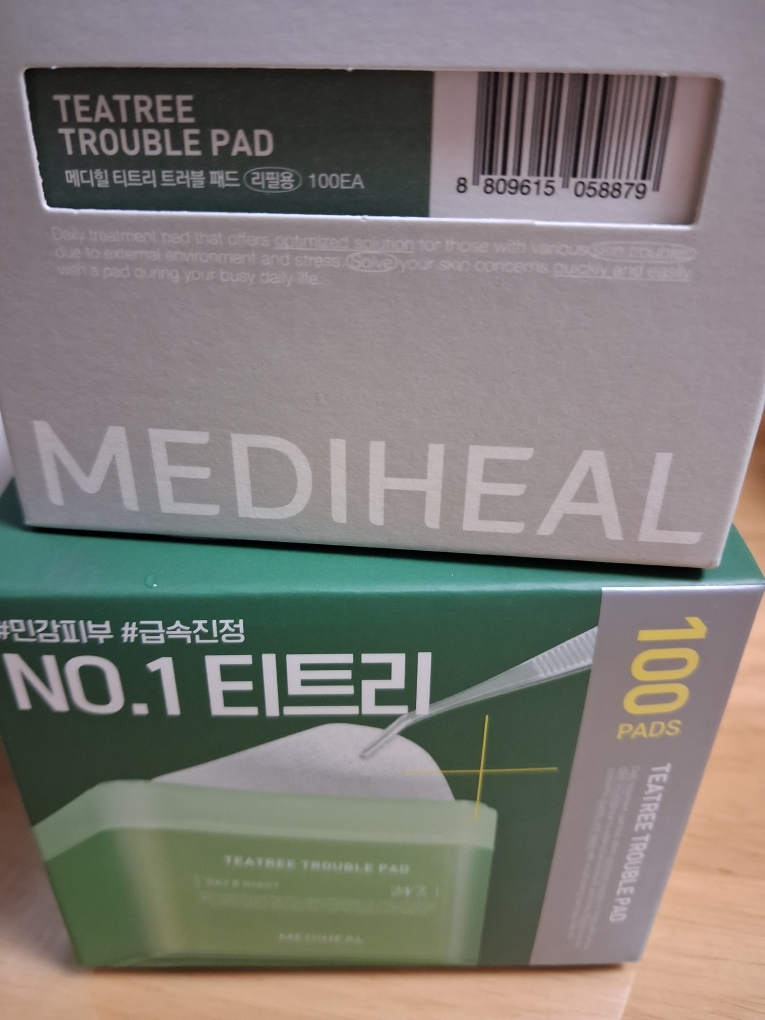 TEATREE
TROUBLE PAD
메디힐 티트리 트러블 패드 리필용 100EA
8 809615 058879
Daily treatment pad that offers optimized solution for those with various skin troubles
due to external environment and stress. Solve your skin concerns quickly and easily
with a pad during your busy daily life.
MEDIHEAL
#민감피부 #급속진정
NO.1 티트리
100
PADS
TEATREE TROUBLE PAD
TEATREE TROUBLE PAD
DAY & NIGHT
24/7
MEDIHEAL